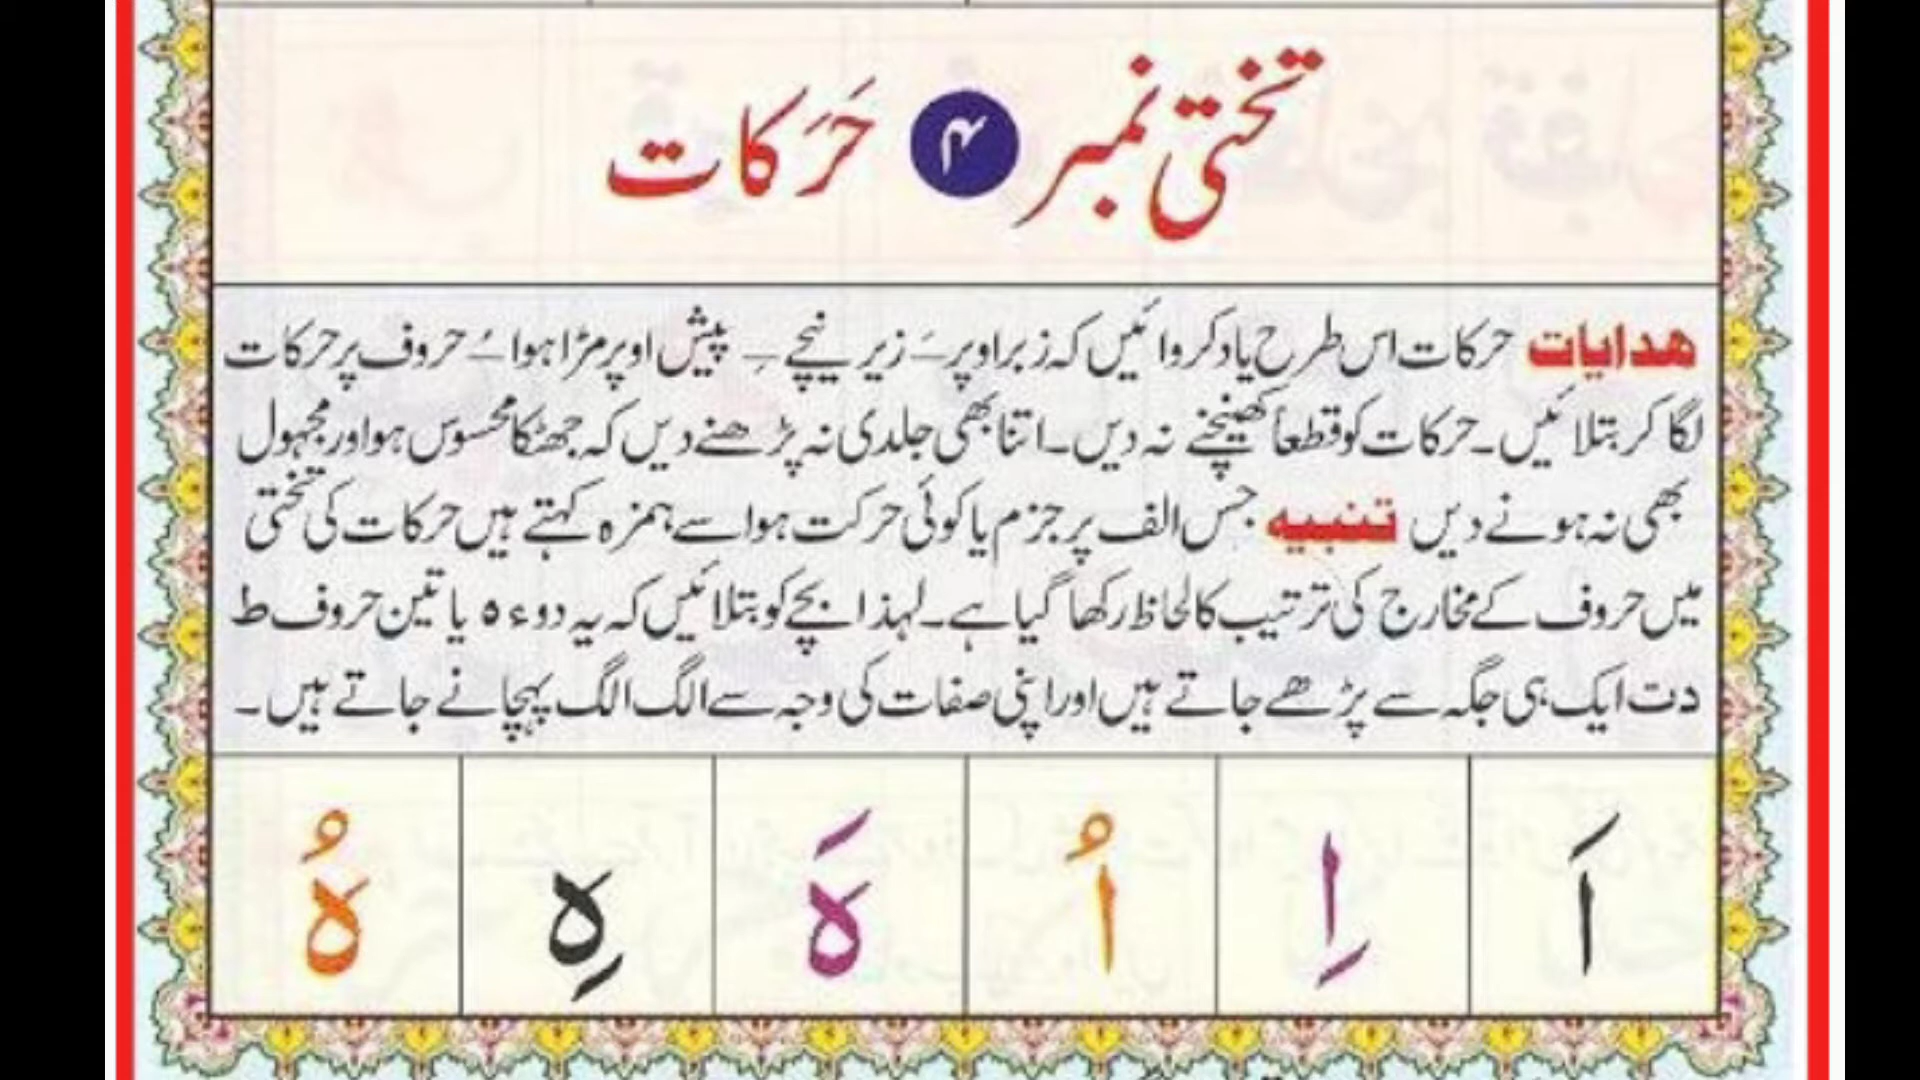 تختی نمبر ۴ حَرَکات
ھدایات حرکات اس طرح یاد کروائیں کہ زبر اوپر ـَ زیر نیچے ـِ پیش اوپر مڑا ہوا ـُ حروف پر حرکات
لگا کر بتلائیں۔ حرکات کو قطعاً کھینچنے نہ دیں۔ اتنا بھی جلدی نہ پڑھنے دیں کہ جھٹکا محسوس ہو اور مجہول
بھی نہ ہونے دیں تنبیہ جس الف پر جزم یا کوئی حرکت ہو اسے ہمزہ کہتے ہیں حرکات کی تختی
میں حروف کے مخارج کی ترتیب کا لحاظ رکھا گیا ہے۔ لہذا بچے کو بتلائیں کہ یہ دو ء ہ یا تین حروف ط
د ت ایک ہی جگہ سے پڑھے جاتے ہیں اور اپنی صفات کی وجہ سے الگ الگ پہچانے جاتے ہیں۔
اَ اِ اُ ہَ ہِ ہُ